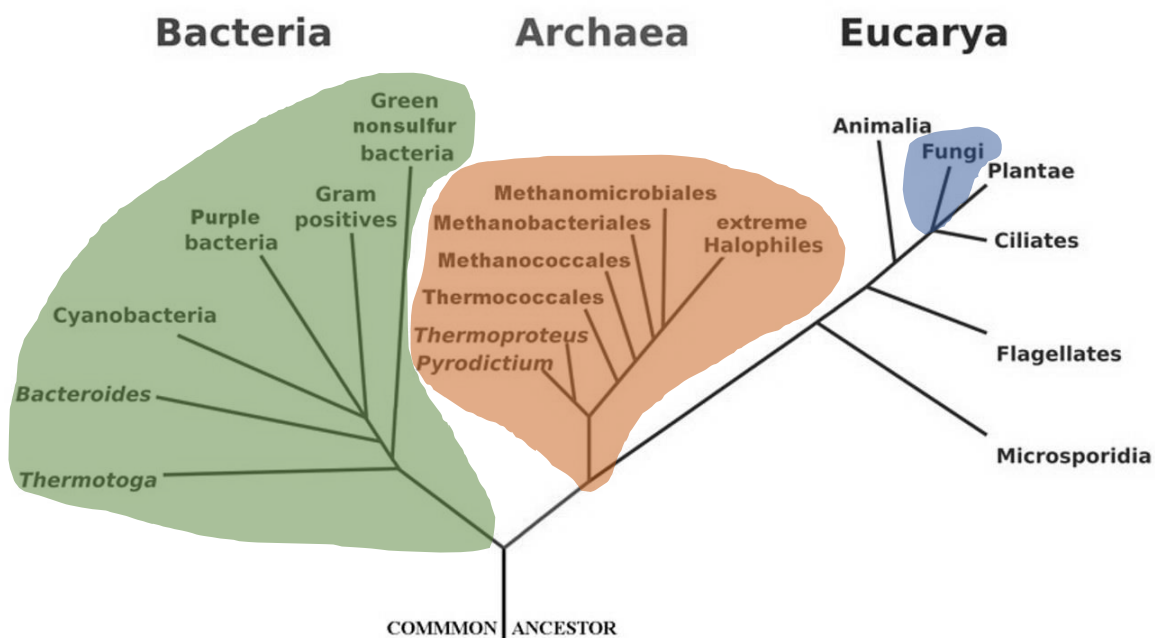 Bacteria
Archaea
Eucarya
Green
nonsulfur
bacteria
Gram
positives
Purple
bacteria
Cyanobacteria
Bacteroides
Thermotoga
Methanomicrobiales
Methanobacteriales
extreme
Halophiles
Methanococcales
Thermococcales
Thermoproteus
Pyrodictium
Animalia
Fungi
Plantae
Ciliates
Flagellates
Microsporidia
COMMMON ANCESTOR